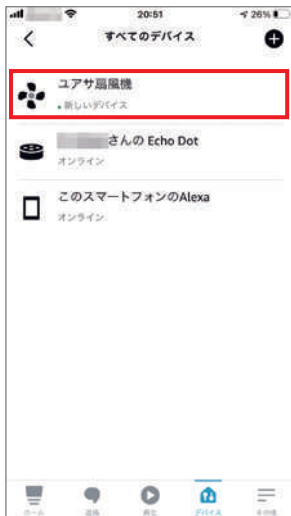 20:51
26%
すべてのデバイス
ユアサ扇風機
新しいデバイス
さんの Echo Dot
オンライン
このスマートフォンのAlexa
オンライン
ホーム 連絡 再生 デバイス その他